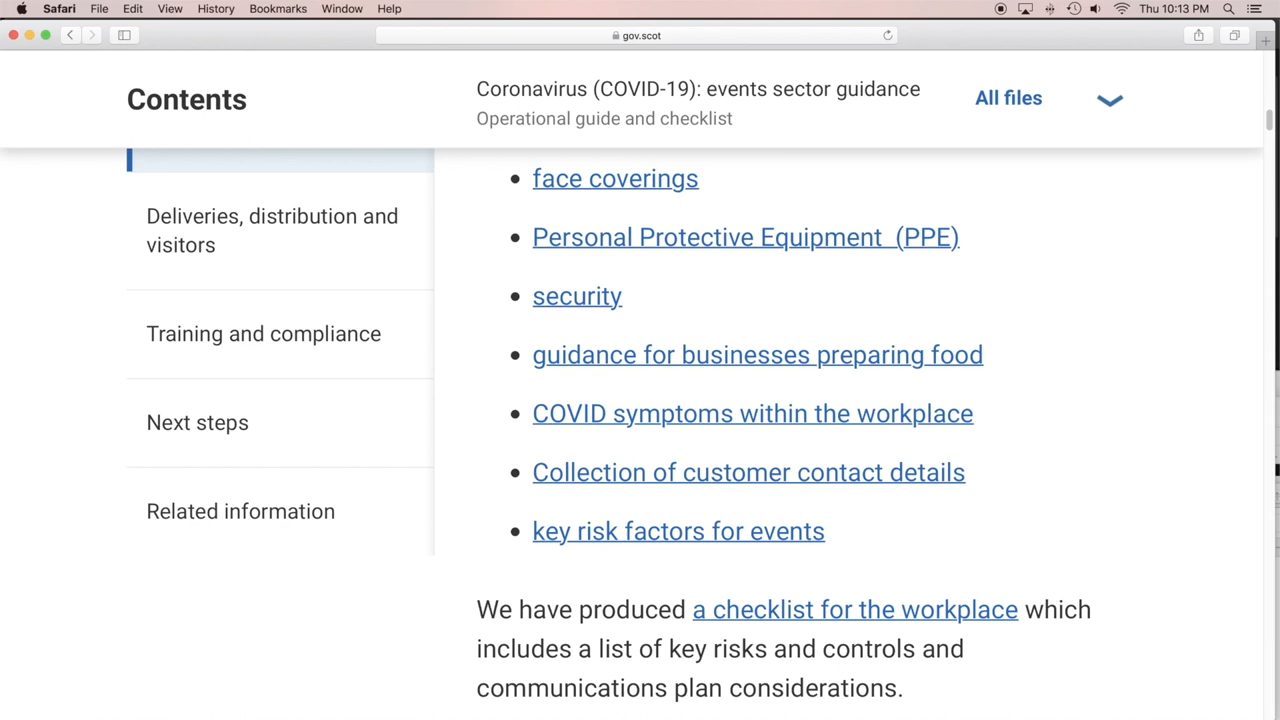 Safari File Edit View History Bookmarks Window Help Thu 10:13 PM
gov.scot
Contents
Coronavirus (COVID-19): events sector guidance
Operational guide and checklist
All files
Deliveries, distribution and
visitors
Training and compliance
Next steps
Related information
face coverings
Personal Protective Equipment (PPE)
security
guidance for businesses preparing food
COVID symptoms within the workplace
Collection of customer contact details
key risk factors for events
We have produced a checklist for the workplace which
includes a list of key risks and controls and
communications plan considerations.